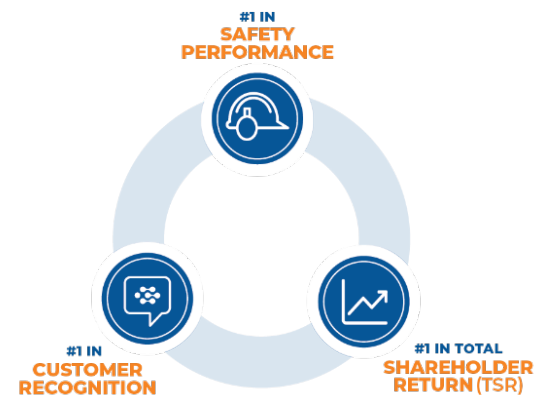 #1 IN
SAFETY
PERFORMANCE
#1 IN
CUSTOMER
RECOGNITION
#1 IN TOTAL
SHAREHOLDER
RETURN (TSR)